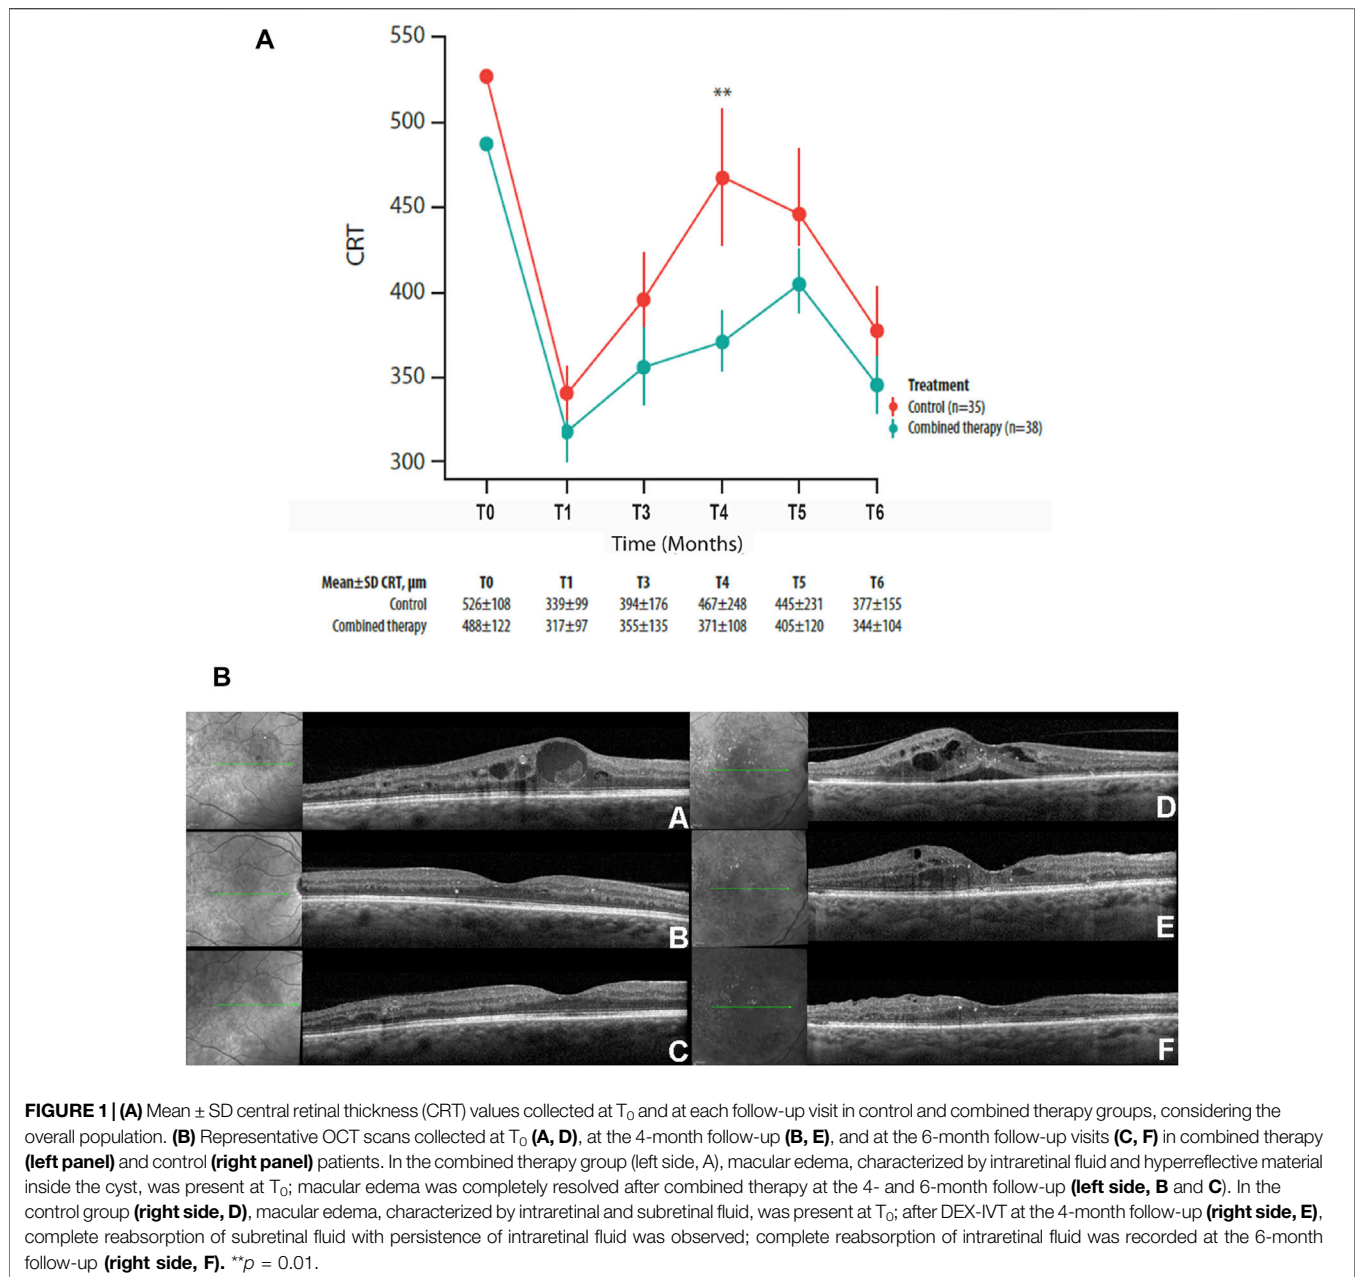 A
550
500
450
400
350
300
CRT
**
Treatment
Control (n=35)
Combined therapy (n=38)
T0 T1 T3 T4 T5 T6
Time (Months)
Mean±SD CRT, µm T0 T1 T3 T4 T5 T6
Control 526±108 339±99 394±176 467±248 445±231 377±155
Combined therapy 488±122 317±97 355±135 371±108 405±120 344±104
B
A
D
B
E
C
F
FIGURE 1 | (A) Mean ± SD central retinal thickness (CRT) values collected at T0 and at each follow-up visit in control and combined therapy groups, considering the
overall population. (B) Representative OCT scans collected at T0 (A, D), at the 4-month follow-up (B, E), and at the 6-month follow-up visits (C, F) in combined therapy
(left panel) and control (right panel) patients. In the combined therapy group (left side, A), macular edema, characterized by intraretinal fluid and hyperreflective material
inside the cyst, was present at T0; macular edema was completely resolved after combined therapy at the 4- and 6-month follow-up (left side, B and C). In the
control group (right side, D), macular edema, characterized by intraretinal and subretinal fluid, was present at T0; after DEX-IVT at the 4-month follow-up (right side, E),
complete reabsorption of subretinal fluid with persistence of intraretinal fluid was observed; complete reabsorption of intraretinal fluid was recorded at the 6-month
follow-up (right side, F). **p = 0.01.